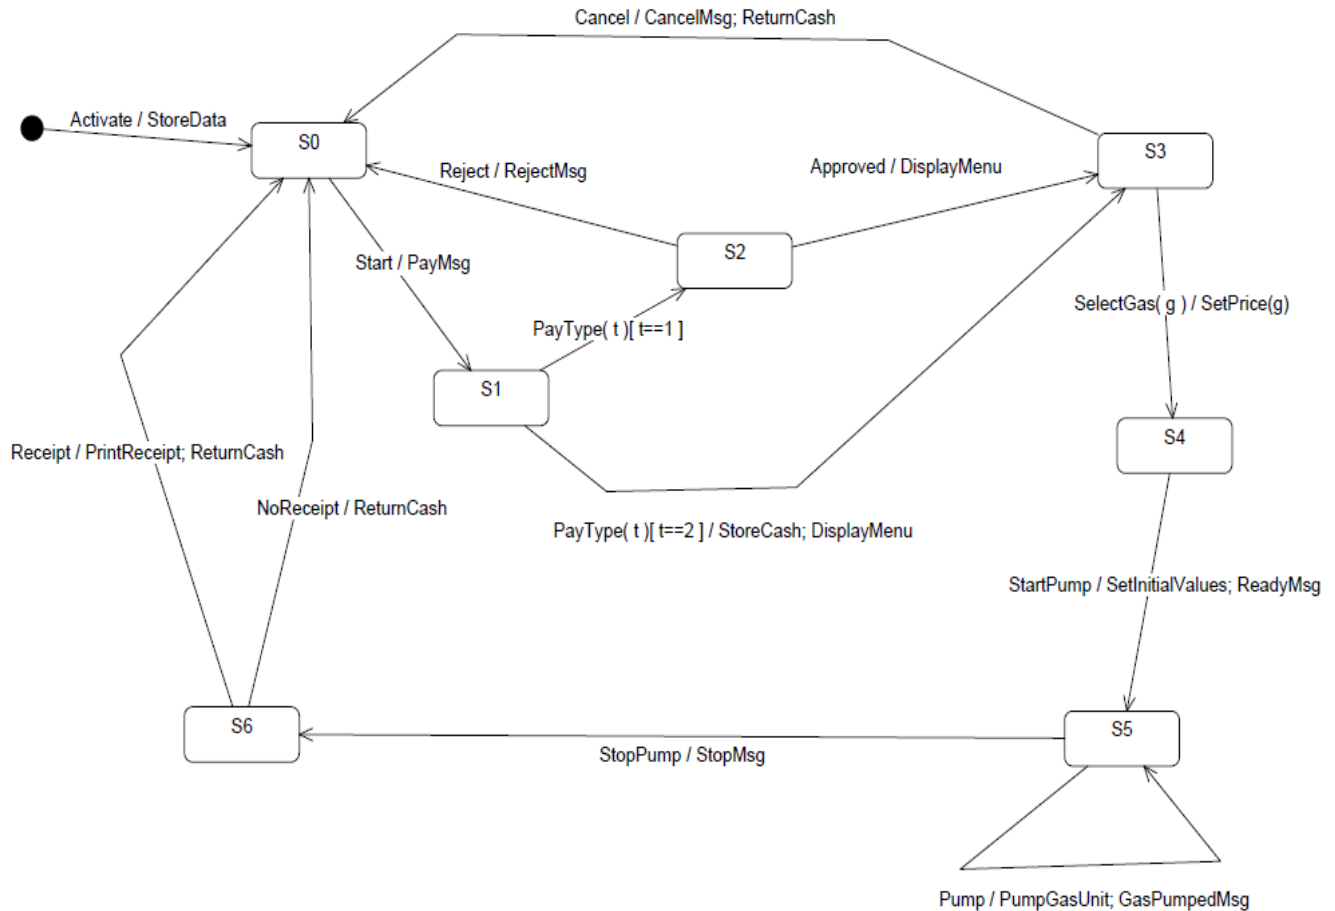 Cancel / CancelMsg; ReturnCash
Activate / StoreData
S0
S3
Reject / RejectMsg
Approved / DisplayMenu
S2
Start / PayMsg
SelectGas( g ) / SetPrice(g)
PayType( t )[ t==1 ]
S1
S4
Receipt / PrintReceipt; ReturnCash
NoReceipt / ReturnCash
PayType( t )[ t==2 ] / StoreCash; DisplayMenu
StartPump / SetInitialValues; ReadyMsg
S6
S5
StopPump / StopMsg
Pump / PumpGasUnit; GasPumpedMsg